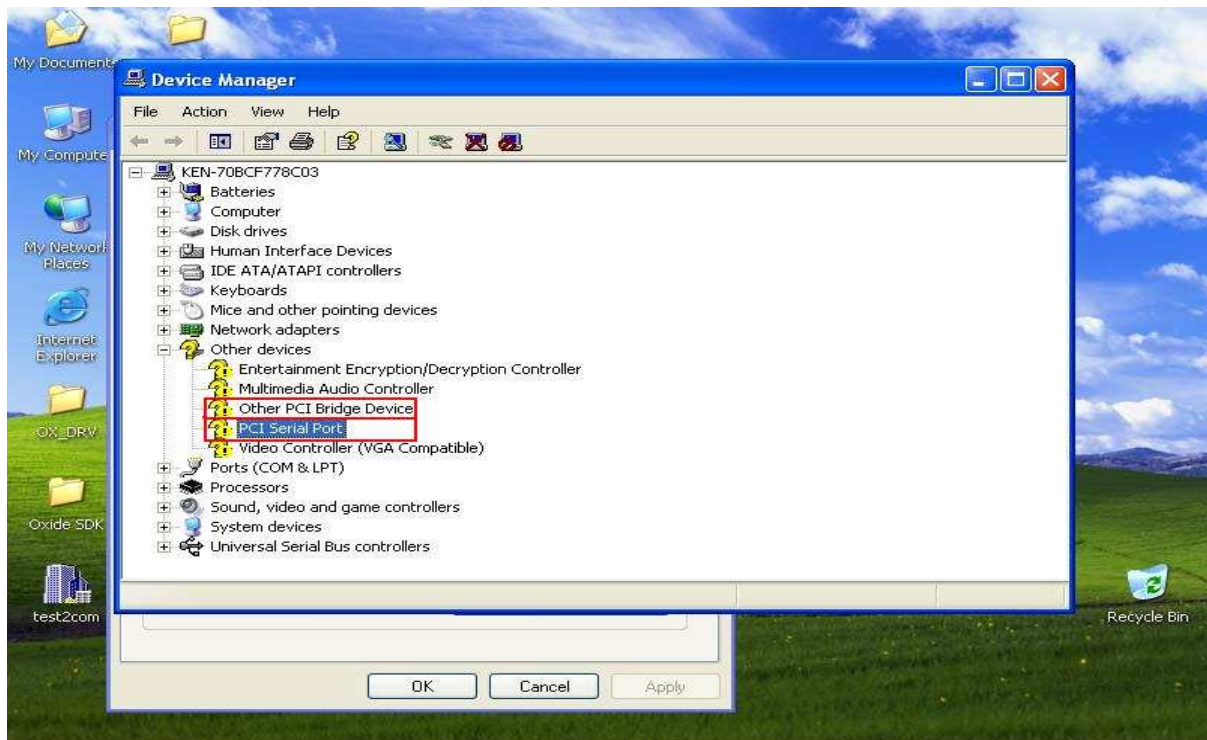 My Documents
Device Manager
File Action View Help
My Compute
KEN-70BCF778C03
Batteries
Computer
Disk drives
My Network
Places
Human Interface Devices
IDE ATA/ATAPI controllers
Keyboards
Mice and other pointing devices
Network adapters
Internet
Explorer
Other devices
Entertainment Encryption/Decryption Controller
Multimedia Audio Controller
Other PCI Bridge Device
PCI Serial Port
Video Controller (VGA Compatible)
OX_DRV
Ports (COM & LPT)
Processors
Sound, video and game controllers
System devices
Universal Serial Bus controllers
Oxide SDK
test2com
Recycle Bin
OK Cancel Apply